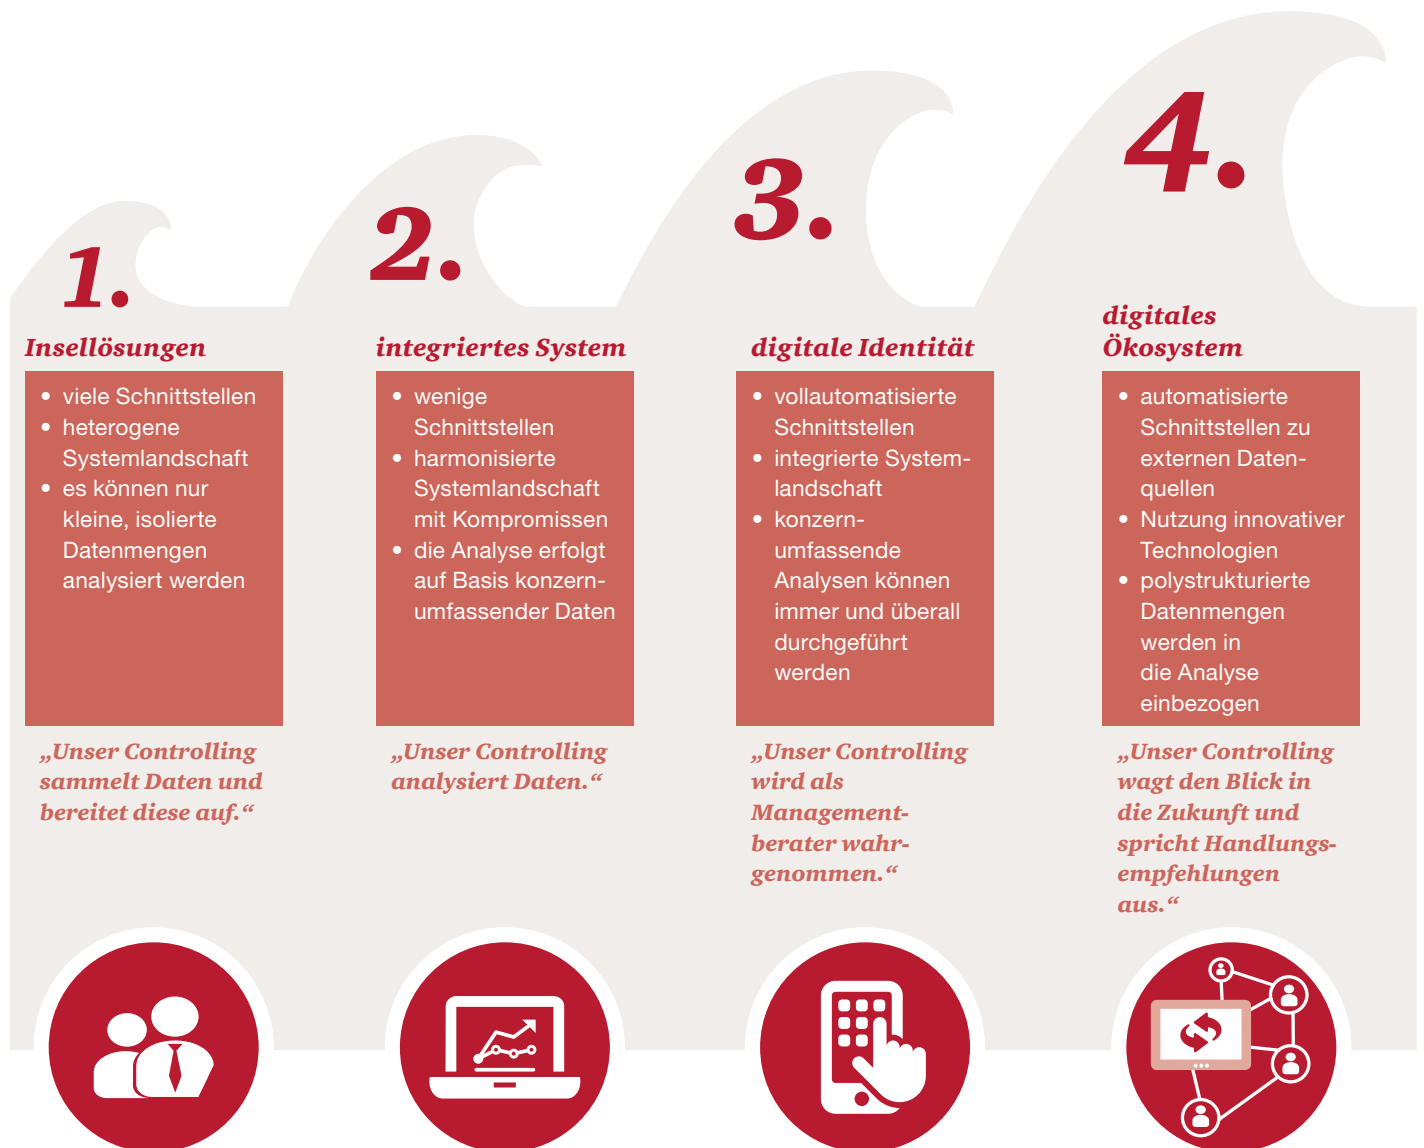 1.
Insellösungen
• viele Schnittstellen
• heterogene
Systemlandschaft
• es können nur
kleine, isolierte
Datenmengen
analysiert werden
„Unser Controlling
sammelt Daten und
bereitet diese auf.“
2.
integriertes System
• wenige
Schnittstellen
• harmonisierte
Systemlandschaft
mit Kompromissen
• die Analyse erfolgt
auf Basis konzern-
umfassender Daten
„Unser Controlling
analysiert Daten.“
3.
digitale Identität
• vollautomatisierte
Schnittstellen
• integrierte System-
landschaft
• konzern-
umfassende
Analysen können
immer und überall
durchgeführt
werden
„Unser Controlling
wird als
Management-
berater wahr-
genommen.“
4.
digitales
Ökosystem
• automatisierte
Schnittstellen zu
externen Daten-
quellen
• Nutzung innovativer
Technologien
• polystrukturierte
Datenmengen
werden in
die Analyse
einbezogen
„Unser Controlling
wagt den Blick in
die Zukunft und
spricht Handlungs-
empfehlungen
aus.“